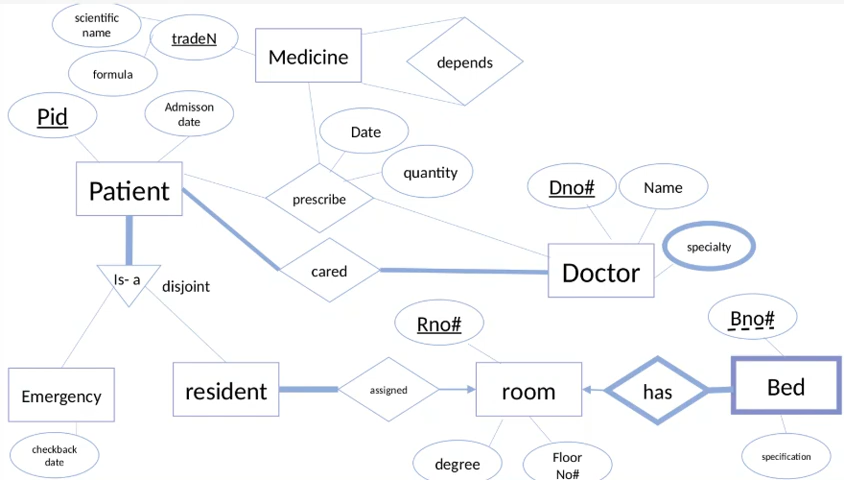 scientific
name
tradeN
Medicine
depends
formula
Pid
Admisson
date
Date
quantity
Patient
prescribe
Dno#
Name
specialty
cared
Doctor
Is- a
disjoint
Rno#
Bno#
Emergency
resident
assigned
room
has
Bed
checkback
date
degree
Floor
No#
specification